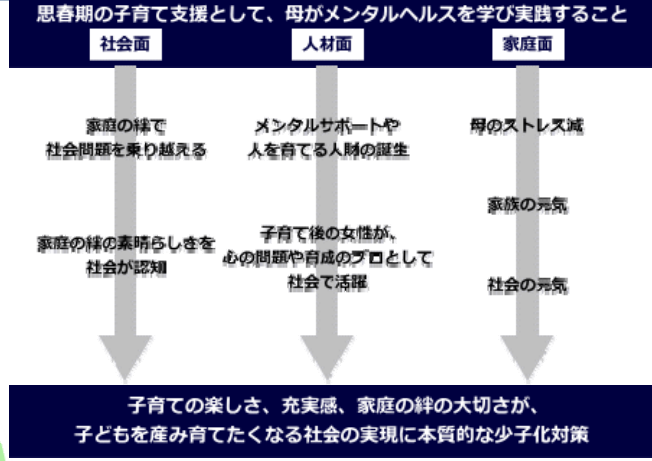 思春期の子育て支援として、母がメンタルヘルスを学び実践すること
社会面
人材面
家庭面
家庭の絆で
社会問題を乗り越える
メンタルサポートや
人を育てる人財の誕生
母のストレス減
家族の元気
家庭の絆の素晴らしさを
社会が認知
子育て後の女性が、
心の問題や育成のプロとして
社会で活躍
社会の元気
子育ての楽しさ、充実感、家庭の絆の大切さが、
子どもを産み育てたくなる社会の実現に本質的な少子化対策